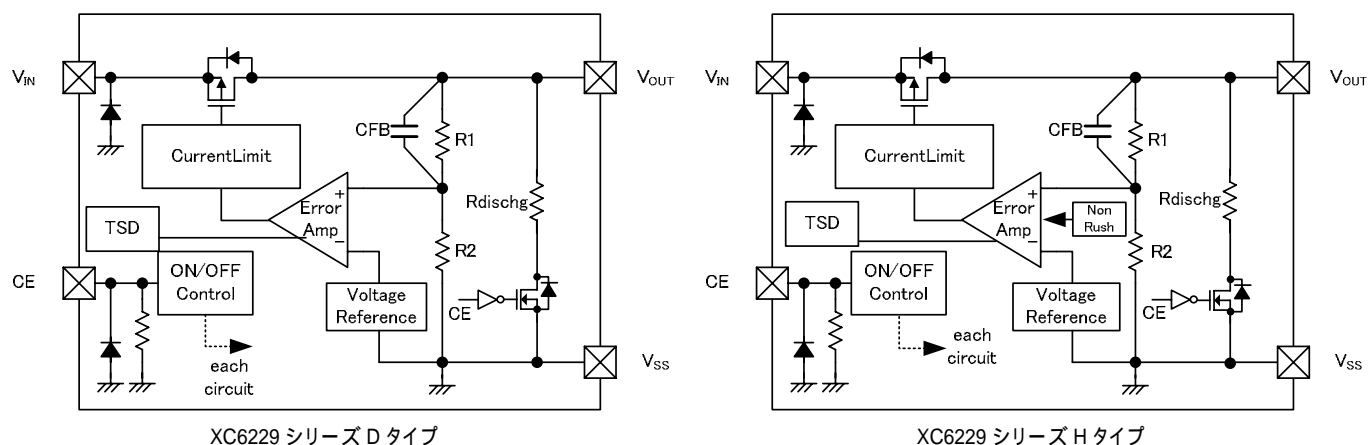 VIN
VOUT
CFB
R1
CurrentLimit
+
Error
Amp
−
Rdischg
TSD
R2
CE
ON/OFF
Control
Voltage
Reference
CE
each
circuit
VSS
XC6229 シリーズ D タイプ
VIN
VOUT
CFB
R1
CurrentLimit
+
Error
Amp
−
Non
Rush
Rdischg
TSD
R2
CE
ON/OFF
Control
Voltage
Reference
CE
each
circuit
VSS
XC6229 シリーズ H タイプ